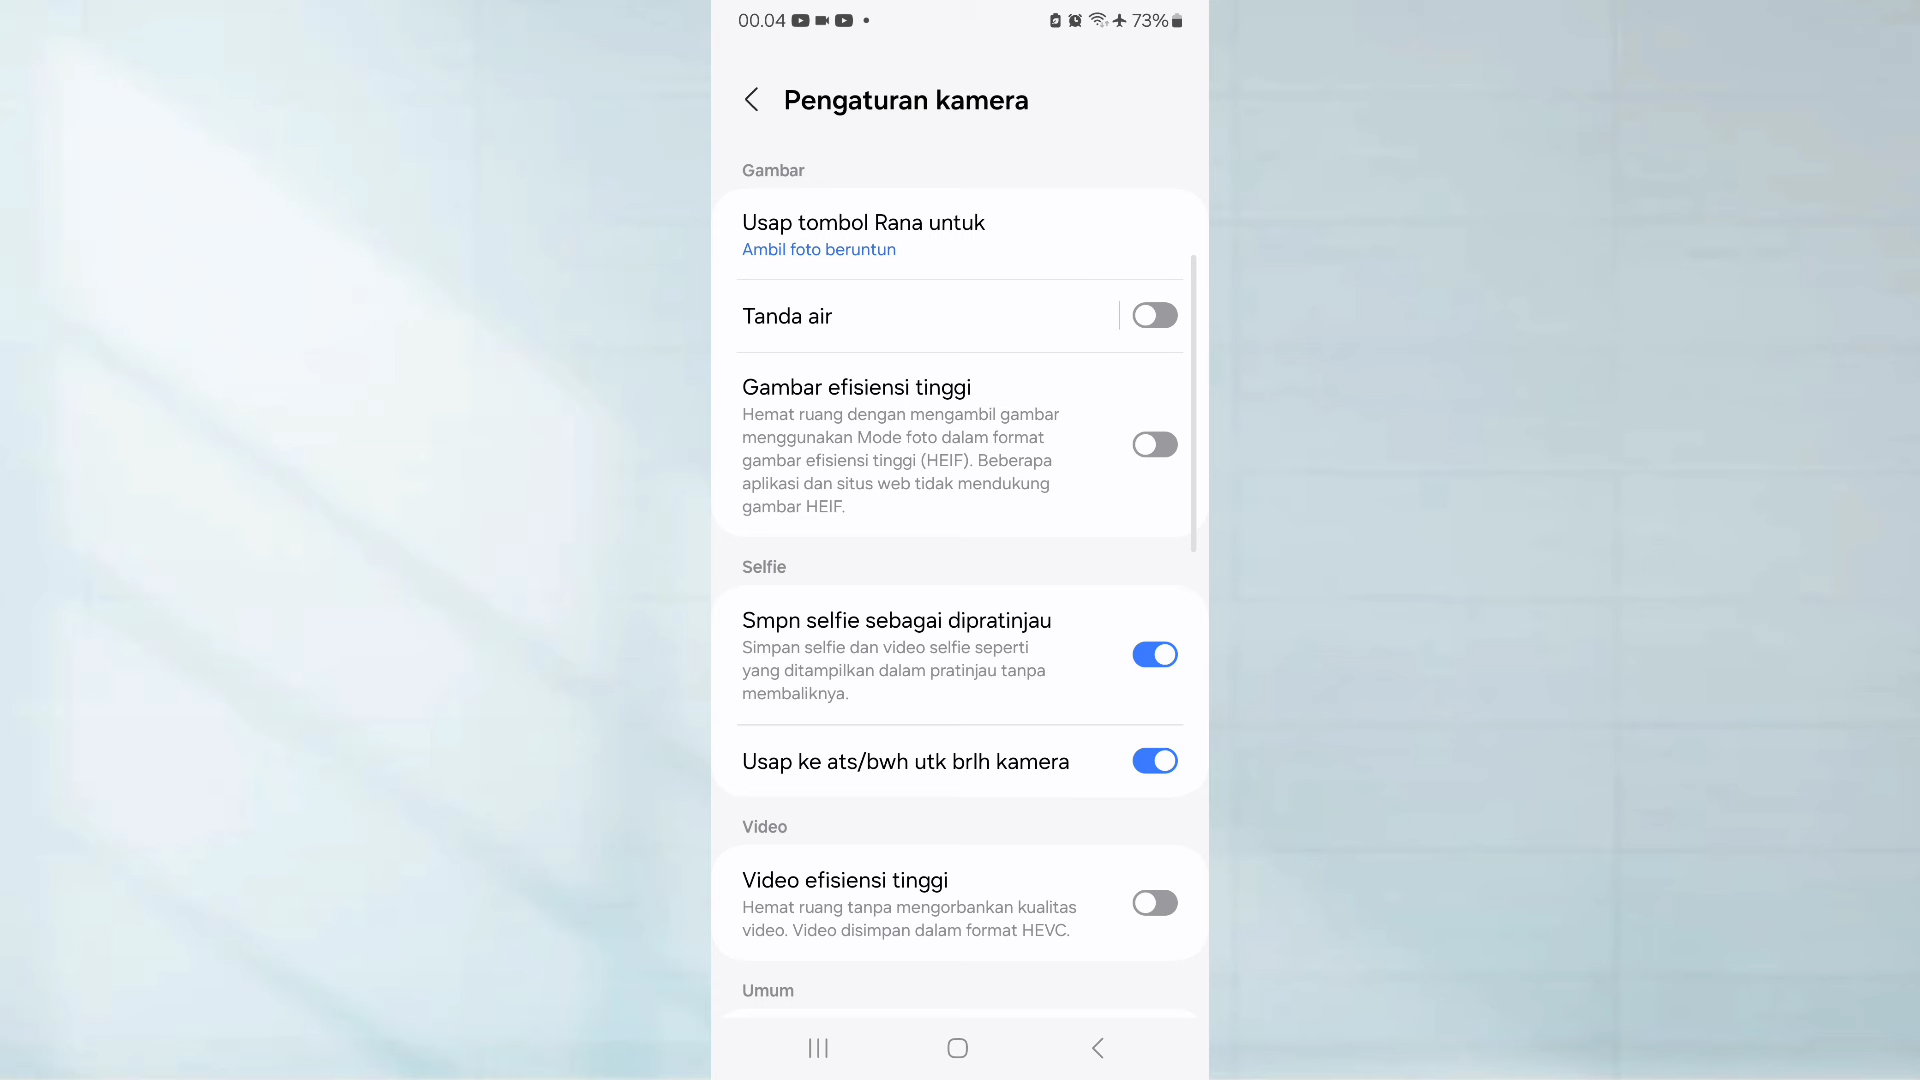 00.04
73%
Pengaturan kamera
Gambar
Usap tombol Rana untuk
Ambil foto beruntun
Tanda air
Gambar efisiensi tinggi
Hemat ruang dengan mengambil gambar
menggunakan Mode foto dalam format
gambar efisiensi tinggi (HEIF). Beberapa
aplikasi dan situs web tidak mendukung
gambar HEIF.
Selfie
Smpn selfie sebagai dipratinjau
Simpan selfie dan video selfie seperti
yang ditampilkan dalam pratinjau tanpa
membaliknya.
Usap ke ats/bwh utk brlh kamera
Video
Video efisiensi tinggi
Hemat ruang tanpa mengorbankan kualitas
video. Video disimpan dalam format HEVC.
Umum